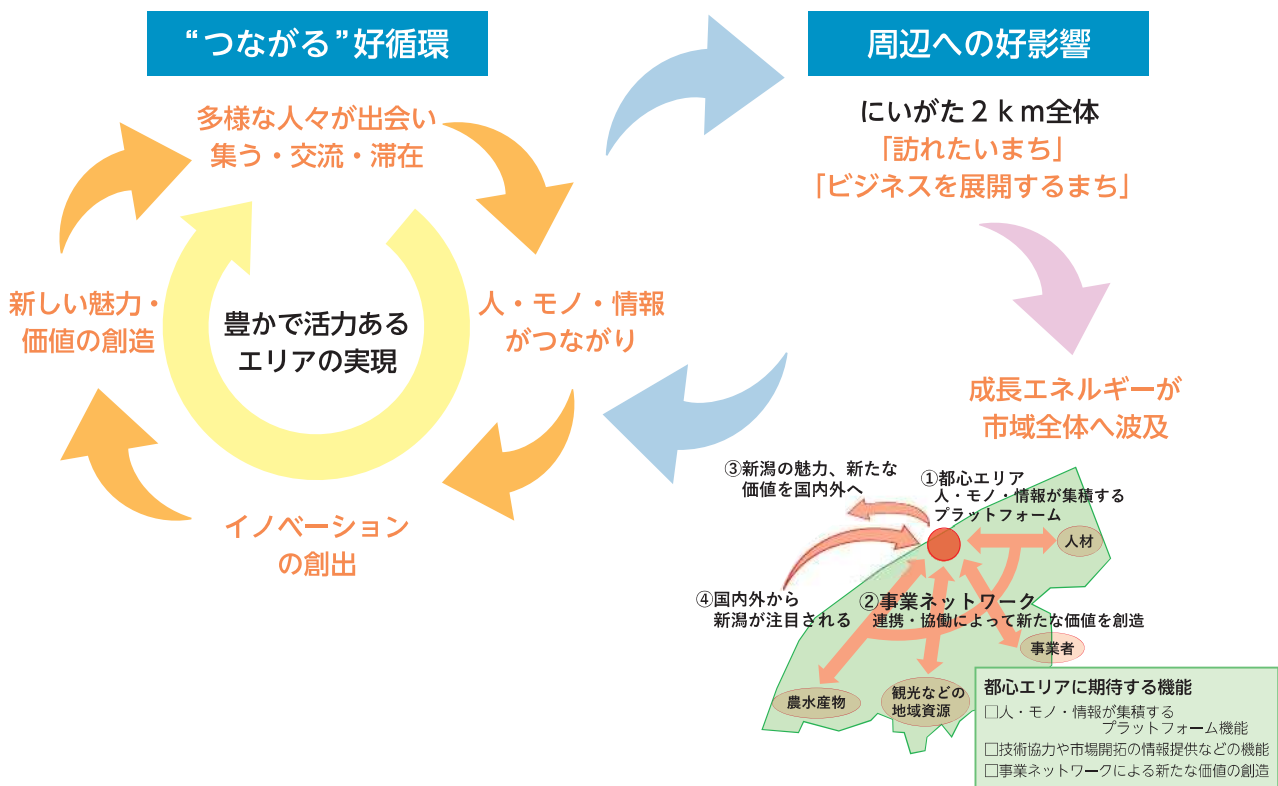 “つながる”好循環
多様な人々が出会い
集う・交流・滞在
人・モノ・情報
がつながり
イノベーション
の創出
新しい魅力・
価値の創造
豊かで活力ある
エリアの実現
周辺への好影響
にいがた２ｋｍ全体
「訪れたいまち」
「ビジネスを展開するまち」
成長エネルギーが
市域全体へ波及
①都心エリア
人・モノ・情報が集積する
プラットフォーム
②事業ネットワーク
連携・協働によって新たな価値を創造
③新潟の魅力、新たな
価値を国内外へ
④国内外から
新潟が注目される
人材
事業者
観光などの
地域資源
農水産物
都心エリアに期待する機能
□人・モノ・情報が集積する
プラットフォーム機能
□技術協力や市場開拓の情報提供などの機能
□事業ネットワークによる新たな価値の創造